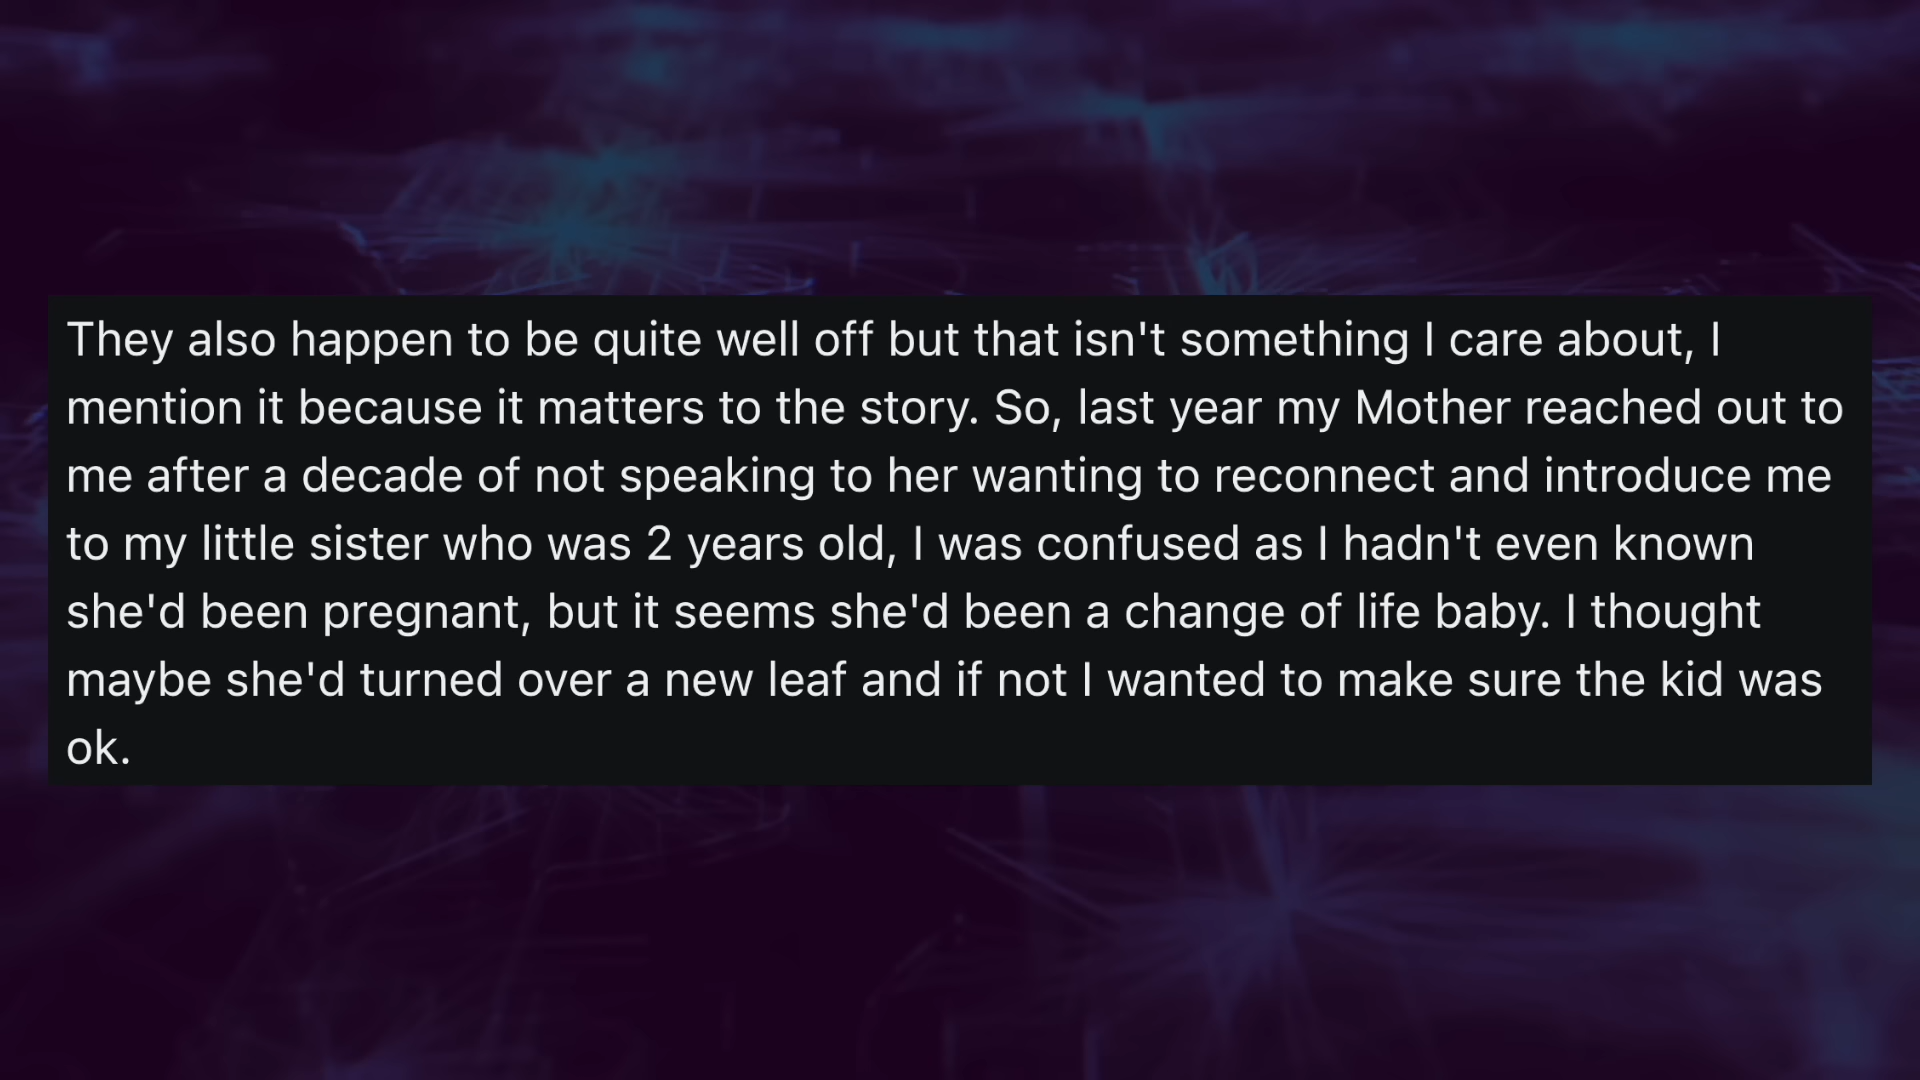 They also happen to be quite well off but that isn't something I care about, I
mention it because it matters to the story. So, last year my Mother reached out to
me after a decade of not speaking to her wanting to reconnect and introduce me
to my little sister who was 2 years old, I was confused as I hadn't even known
she'd been pregnant, but it seems she'd been a change of life baby. I thought
maybe she'd turned over a new leaf and if not I wanted to make sure the kid was
ok.